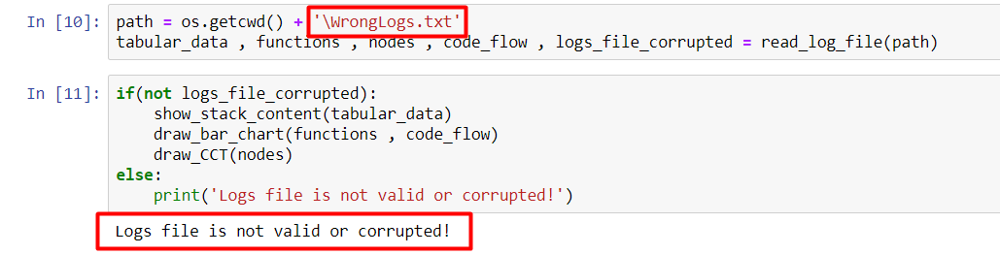 In [10]: path = os.getcwd() + '\WrongLogs.txt'
tabular_data , functions , nodes , code_flow , logs_file_corrupted = read_log_file(path)
In [11]: if(not logs_file_corrupted):
    show_stack_content(tabular_data)
    draw_bar_chart(functions , code_flow)
    draw_CCT(nodes)
else:
    print('Logs file is not valid or corrupted!')
Logs file is not valid or corrupted!